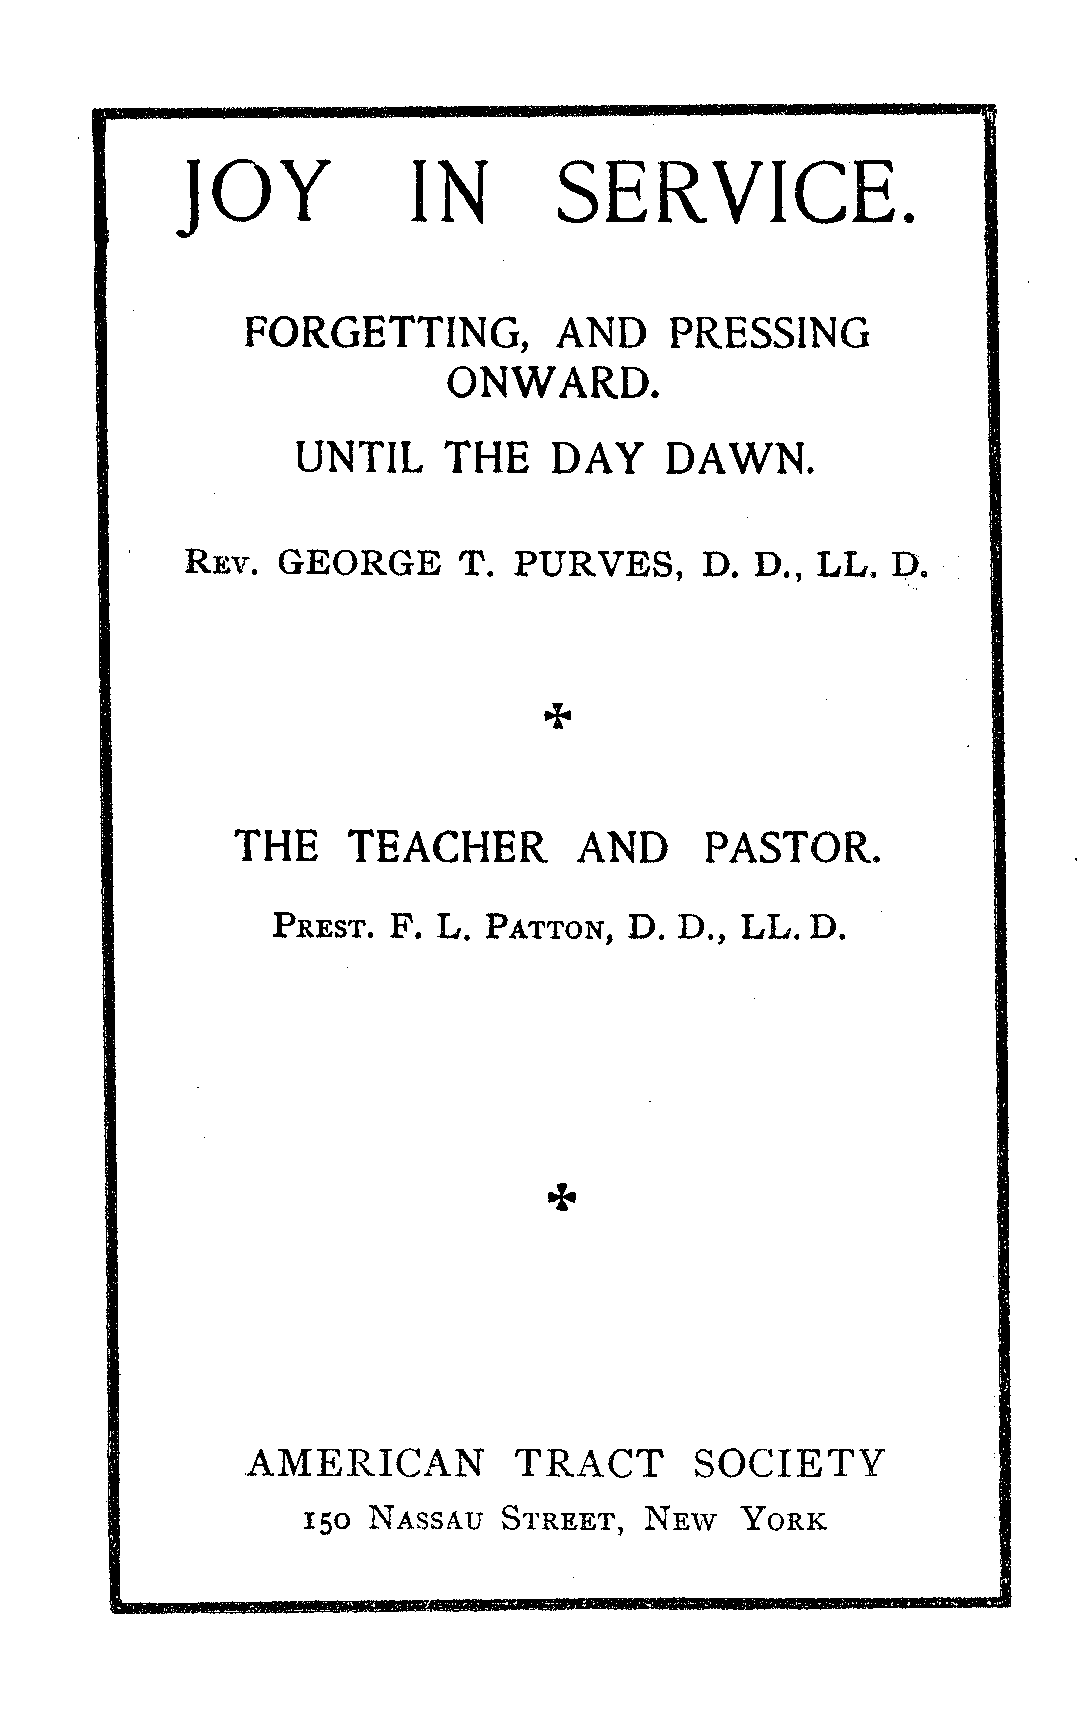 JOY IN SERVICE.
FORGETTING, AND PRESSING
ONWARD.
UNTIL THE DAY DAWN.
REV. GEORGE T. PURVES, D. D., LL. D.
✠
THE TEACHER AND PASTOR.
PREST. F. L. PATTON, D. D., LL. D.
✠
AMERICAN TRACT SOCIETY
150 NASSAU STREET, NEW YORK